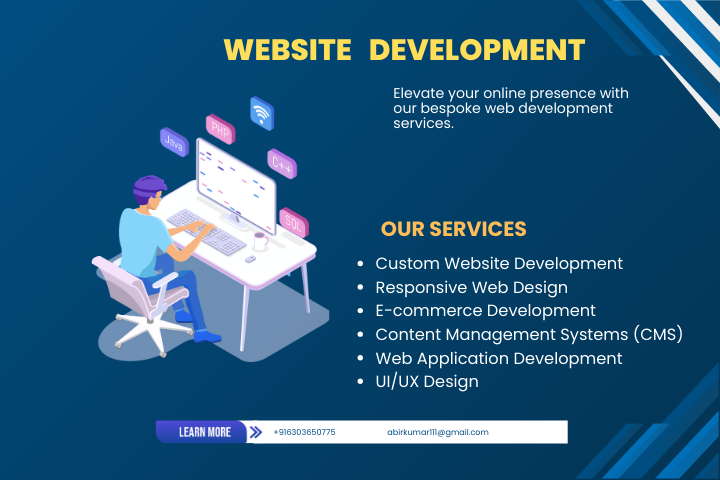 WEBSITE DEVELOPMENT
Elevate your online presence with
our bespoke web development
services.
PHP
Java
C++
SQL
OUR SERVICES
• Custom Website Development
• Responsive Web Design
• E-commerce Development
• Content Management Systems (CMS)
• Web Application Development
• UI/UX Design
LEARN MORE
+916303650775
abirkumar111@gmail.com